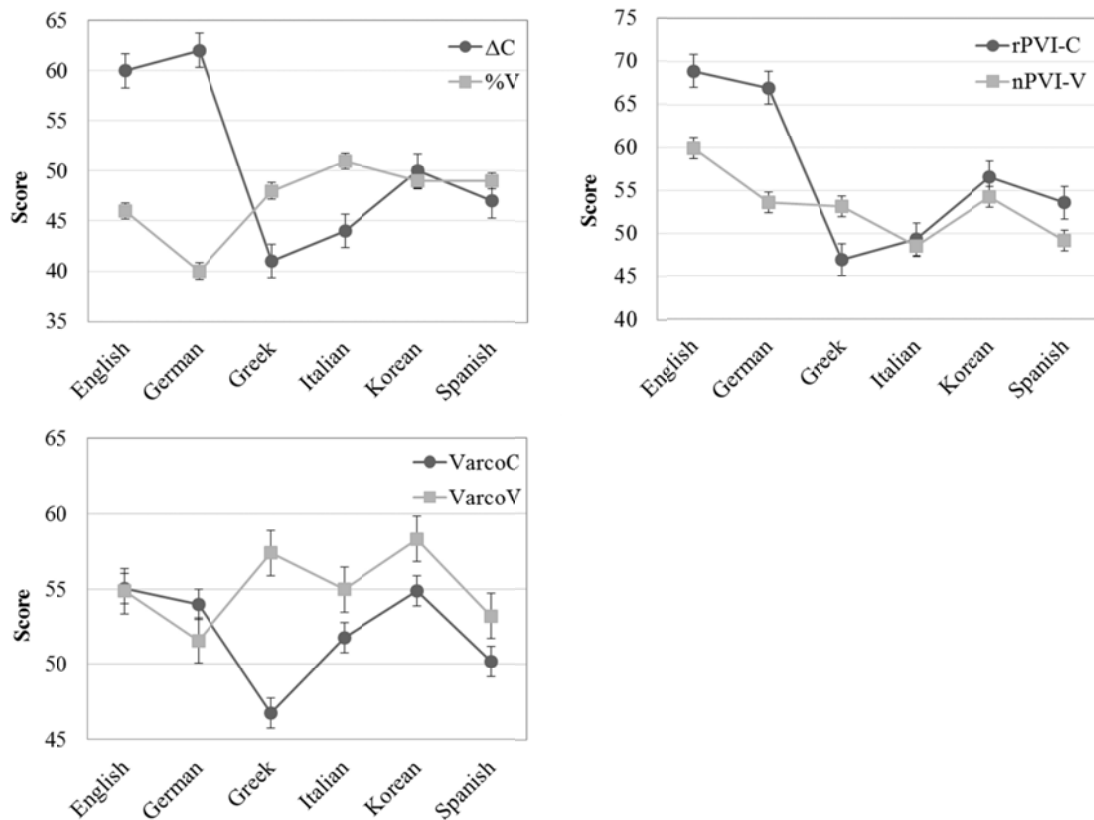 65
60
55
50
45
40
35
Score
ΔC
%V
English
German
Greek
Italian
Korean
Spanish
75
70
65
60
55
50
45
40
Score
rPVI-C
nPVI-V
English
German
Greek
Italian
Korean
Spanish
65
60
55
50
45
Score
VarcoC
VarcoV
English
German
Greek
Italian
Korean
Spanish